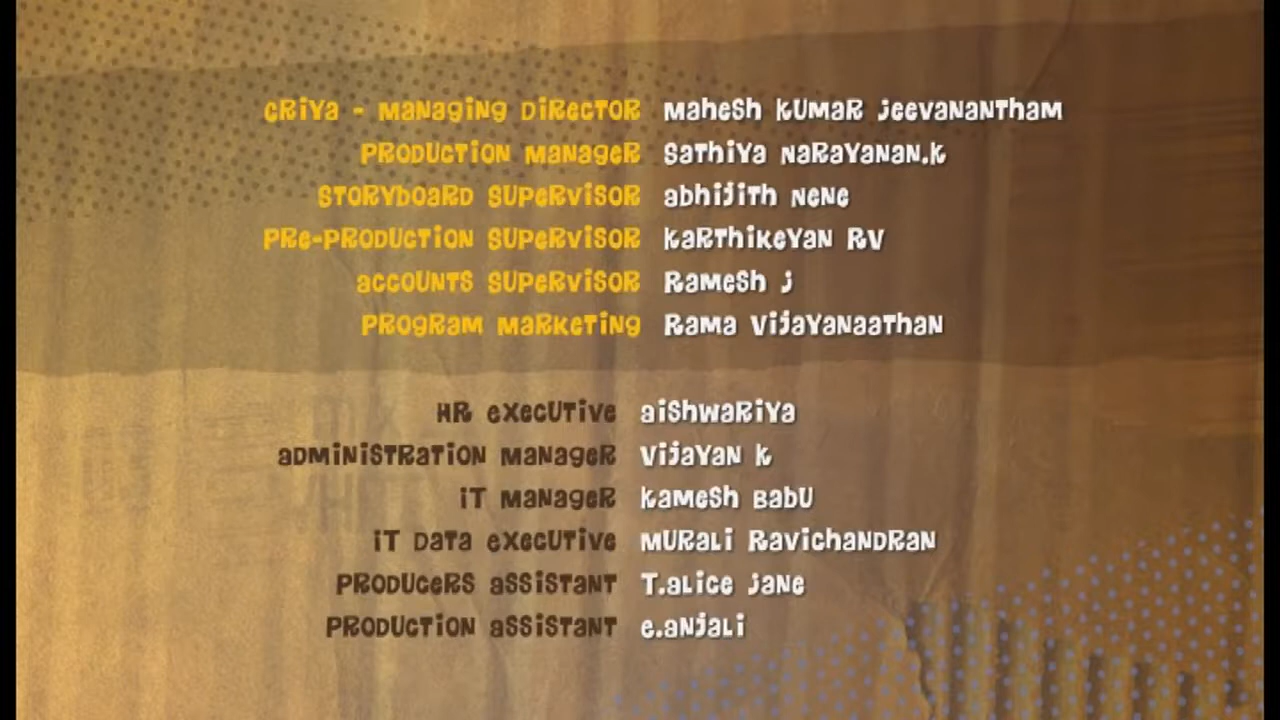 CRiYa - MaNagiNg DiRecTOR MaheSh KUMaR JeevaNaNThaM
PRODUcTiON MaNageR SaThiYa NaRaYaNaN.K
STORYbOaRD SUPeRViSOR abhiJiTh NeNe
PRe-PRODUcTiON SUPeRViSOR KaRThiKeYaN RV
accOUNTS SUPeRViSOR RaMeSh J
PROgRaM MaRKeTiNg RaMa ViJaYaNaaThaN
HR eXecUTive aiShwaRiYa
aDMiNiSTRaTiON MaNageR ViJaYaN K
iT MaNageR KaMeSh BabU
iT DaTa eXecUTive MURaLi RavichaNDRaN
PRODUceRS aSSiSTaNT T.aLice JaNe
PRODUcTiON aSSiSTaNT e.aNJaLi